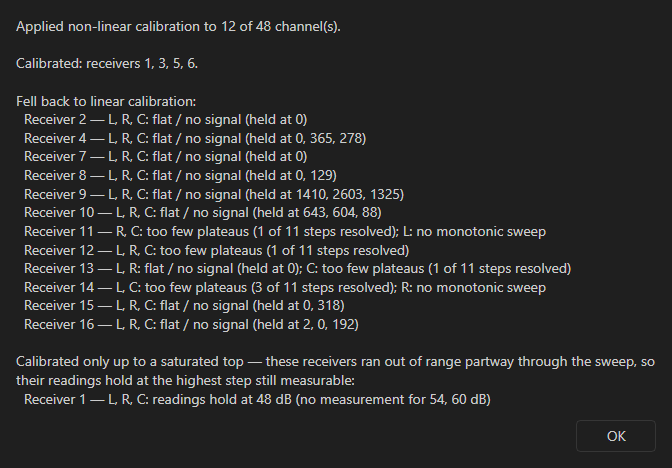 Applied non-linear calibration to 12 of 48 channel(s).
Calibrated: receivers 1, 3, 5, 6.
Fell back to linear calibration:
Receiver 2 — L, R, C: flat / no signal (held at 0)
Receiver 4 — L, R, C: flat / no signal (held at 0, 365, 278)
Receiver 7 — L, R, C: flat / no signal (held at 0)
Receiver 8 — L, R, C: flat / no signal (held at 0, 129)
Receiver 9 — L, R, C: flat / no signal (held at 1410, 2603, 1325)
Receiver 10 — L, R, C: flat / no signal (held at 643, 604, 88)
Receiver 11 — R, C: too few plateaus (1 of 11 steps resolved); L: no monotonic sweep
Receiver 12 — L, R, C: too few plateaus (1 of 11 steps resolved)
Receiver 13 — L, R: flat / no signal (held at 0); C: too few plateaus (1 of 11 steps resolved)
Receiver 14 — L, C: too few plateaus (3 of 11 steps resolved); R: no monotonic sweep
Receiver 15 — L, R, C: flat / no signal (held at 0, 318)
Receiver 16 — L, R, C: flat / no signal (held at 2, 0, 192)
Calibrated only up to a saturated top — these receivers ran out of range partway through the sweep, so
their readings hold at the highest step still measurable:
Receiver 1 — L, R, C: readings hold at 48 dB (no measurement for 54, 60 dB)
OK